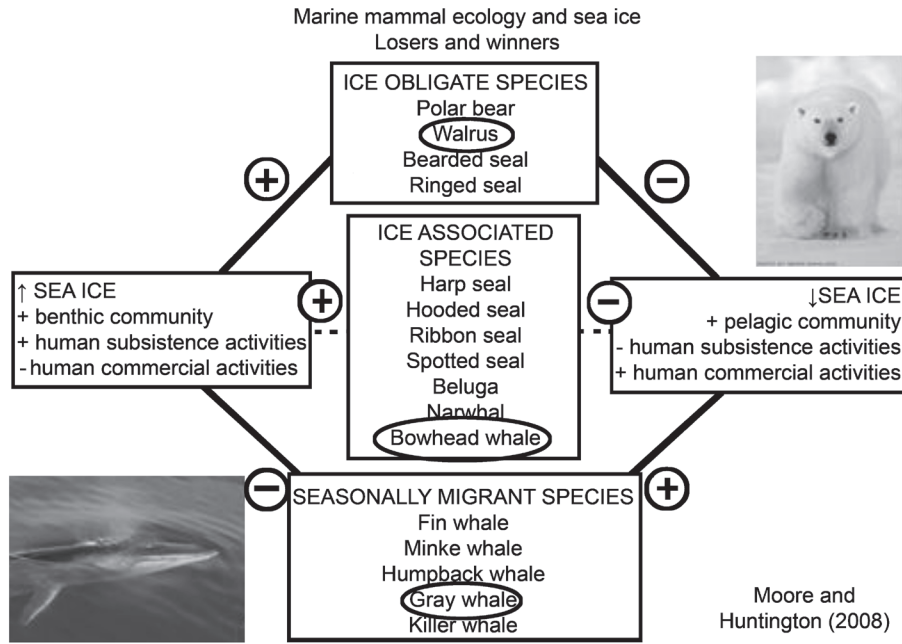 Marine mammal ecology and sea ice
Losers and winners
ICE OBLIGATE SPECIES
Polar bear
Walrus
Bearded seal
Ringed seal
+
−
ICE ASSOCIATED
SPECIES
Harp seal
Hooded seal
Ribbon seal
Spotted seal
Beluga
Narwhal
Bowhead whale
↑ SEA ICE
+ benthic community
+ human subsistence activities
- human commercial activities
+
−
↓SEA ICE
+ pelagic community
- human subsistence activities
+ human commercial activities
−
+
SEASONALLY MIGRANT SPECIES
Fin whale
Minke whale
Humpback whale
Gray whale
Killer whale
Moore and
Huntington (2008)